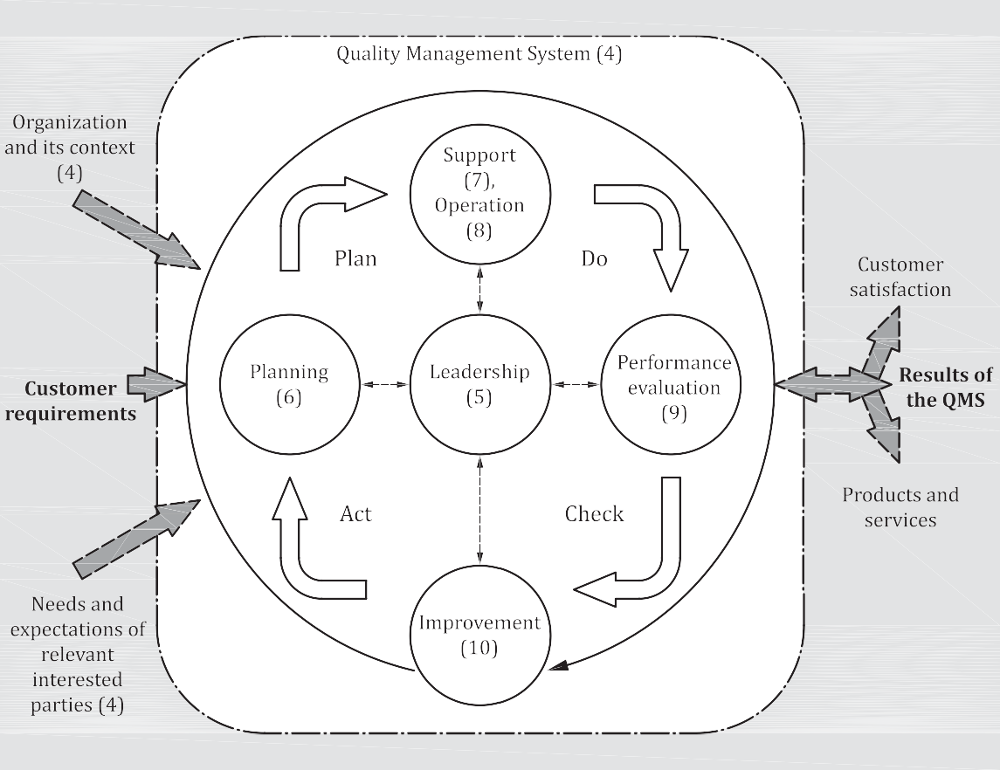 Quality Management System (4)
Organization
and its context
(4)
Support
(7),
Operation
(8)
Plan
Do
Customer
satisfaction
Customer
requirements
Planning
(6)
Leadership
(5)
Performance
evaluation
(9)
Results of
the QMS
Act
Check
Products and
services
Needs and
expectations of
relevant
interested
parties (4)
Improvement
(10)